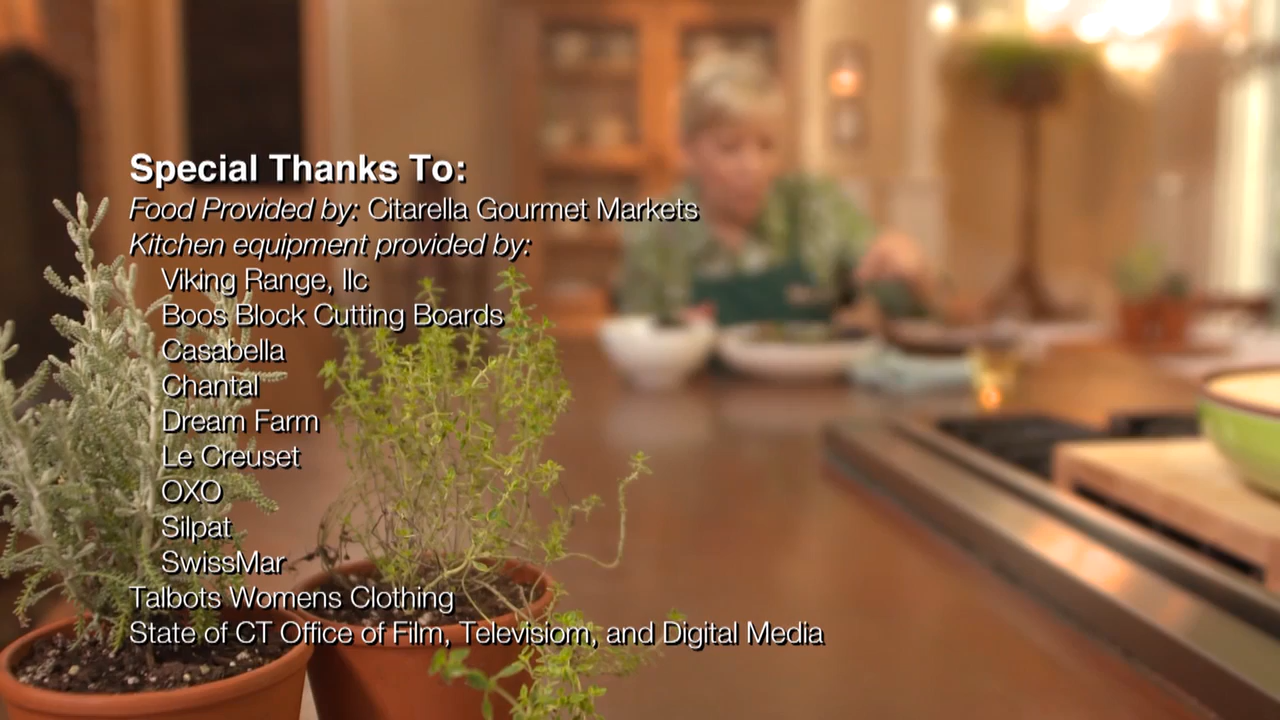 Special Thanks To:
Food Provided by: Citarella Gourmet Markets
Kitchen equipment provided by:
Viking Range, llc
Boos Block Cutting Boards
Casabella
Chantal
Dream Farm
Le Creuset
OXO
Silpat
SwissMar
Talbots Womens Clothing
State of CT Office of Film, Televisiom, and Digital Media